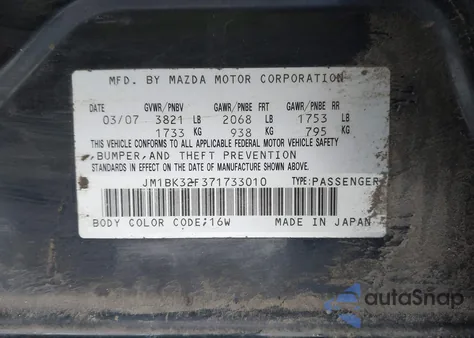 MFD. BY MAZDA MOTOR CORPORATION
DATE GVWR/PNBV GAWR/PNBE FRT GAWR/PNBE RR
03/07 3821 LB 2068 LB 1753 LB
1733 KG 938 KG 795 KG
THIS VEHICLE CONFORMS TO ALL APPLICABLE FEDERAL MOTOR VEHICLE SAFETY
,BUMPER,AND THEFT PREVENTION
STANDARDS IN EFFECT ON THE DATE OF MANUFACTURE SHOWN ABOVE.
JM1BK32F371733010 TYPE:PASSENGER
BODY COLOR CODE;16W MADE IN JAPAN
autoSnap